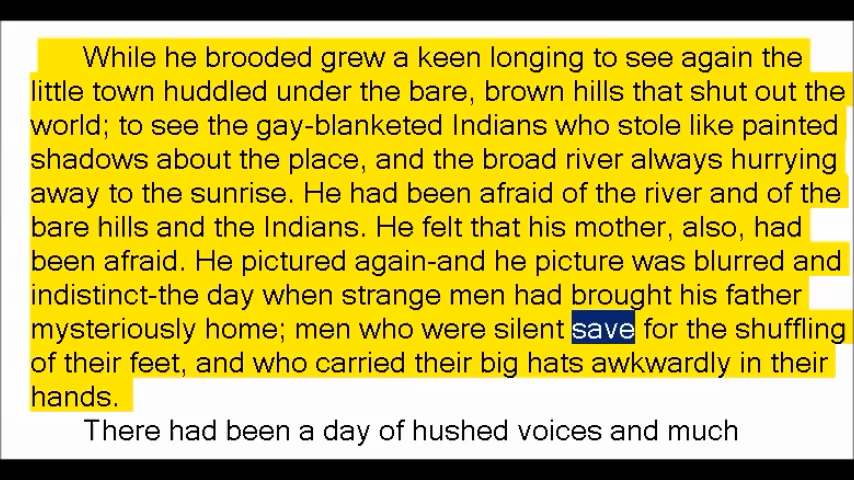 While he brooded grew a keen longing to see again the
little town huddled under the bare, brown hills that shut out the
world; to see the gay-blanketed Indians who stole like painted
shadows about the place, and the broad river always hurrying
away to the sunrise. He had been afraid of the river and of the
bare hills and the Indians. He felt that his mother, also, had
been afraid. He pictured again-and he picture was blurred and
indistinct-the day when strange men had brought his father
mysteriously home; men who were silent save for the shuffling
of their feet, and who carried their big hats awkwardly in their
hands.
There had been a day of hushed voices and much